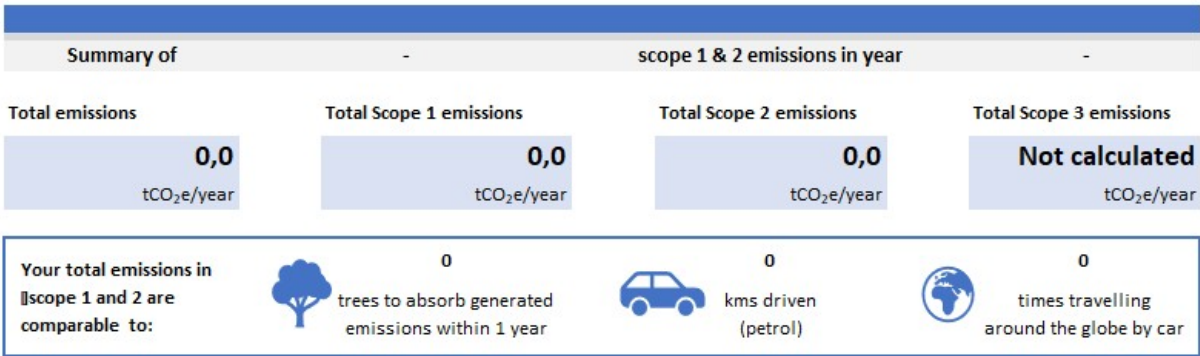 Summary of - scope 1 & 2 emissions in year -
Total emissions Total Scope 1 emissions Total Scope 2 emissions Total Scope 3 emissions
0,0 0,0 0,0 Not calculated
tCO₂e/year tCO₂e/year tCO₂e/year tCO₂e/year
Your total emissions in
scope 1 and 2 are
comparable to:
0
trees to absorb generated
emissions within 1 year
0
kms driven
(petrol)
0
times travelling
around the globe by car